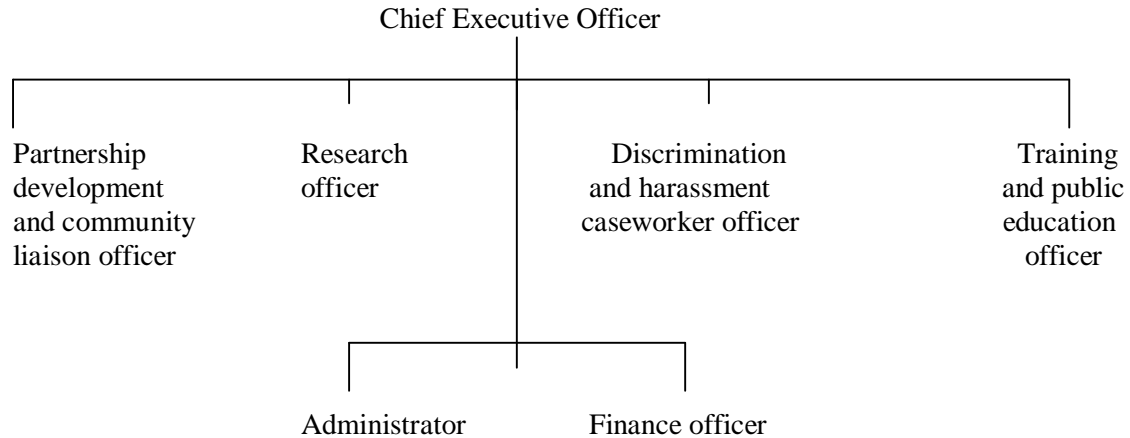 Chief Executive Officer
Partnership
development
and community
liaison officer
Research
officer
Discrimination
and harassment
caseworker officer
Training
and public
education
officer
Administrator
Finance officer